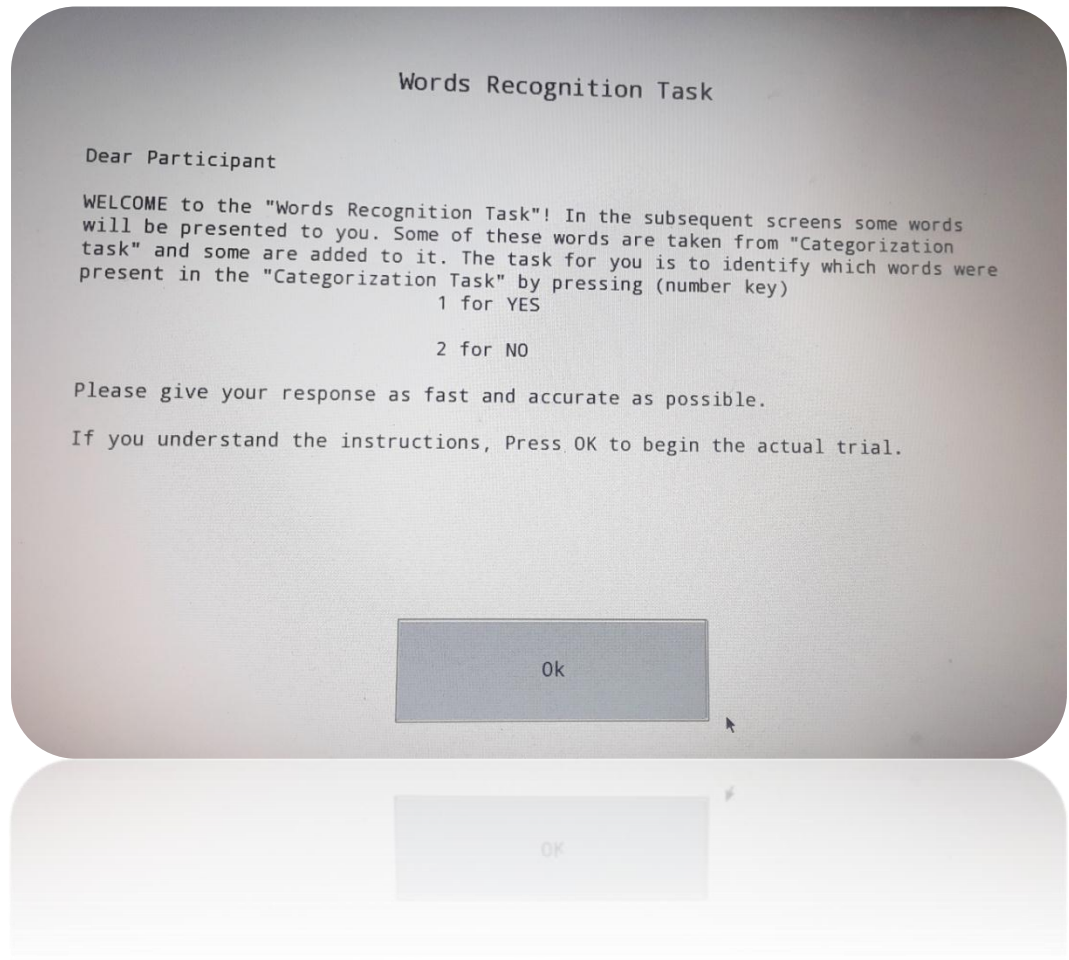 Words Recognition Task
Dear Participant
WELCOME to the "Words Recognition Task"! In the subsequent screens some words
will be presented to you. Some of these words are taken from "Categorization
task" and some are added to it. The task for you is to identify which words were
present in the "Categorization Task" by pressing (number key)
1 for YES
2 for NO
Please give your response as fast and accurate as possible.
If you understand the instructions, Press OK to begin the actual trial.
Ok